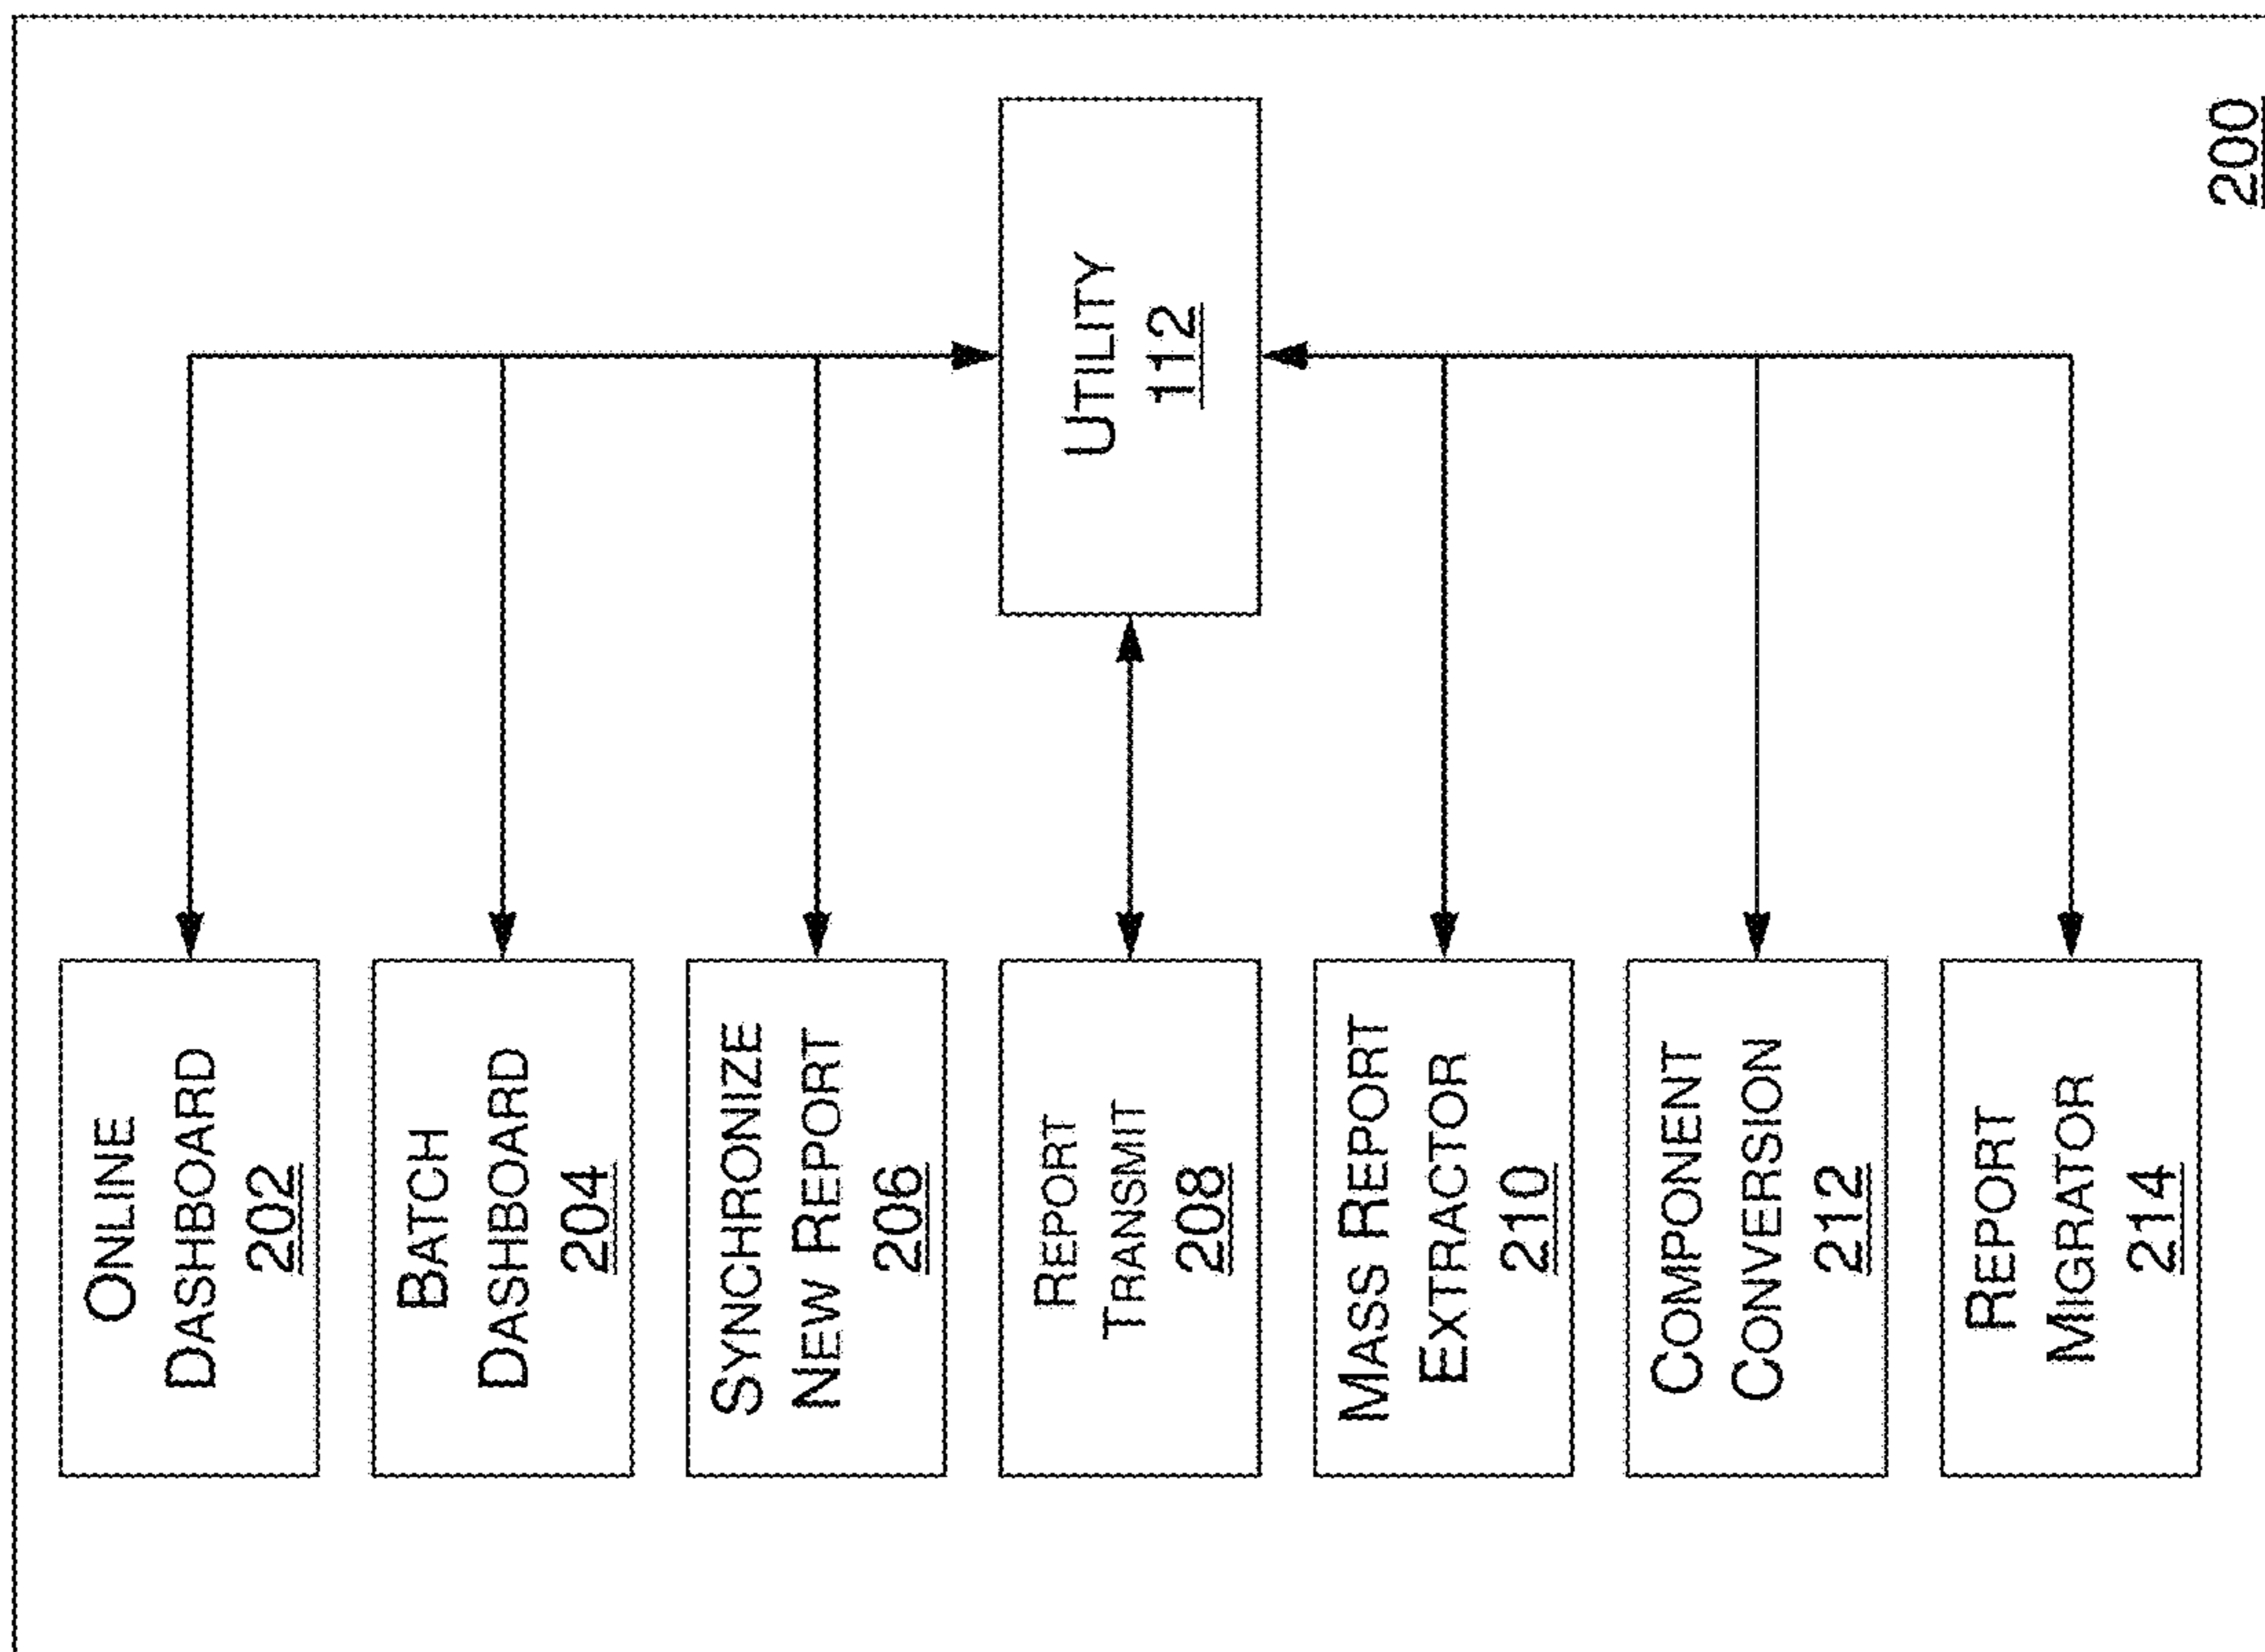 UTILITY
112
ONLINE
DASHBOARD
202
BATCH
DASHBOARD
204
SYNCHRONIZE
NEW REPORT
206
REPORT
TRANSMIT
208
MASS REPORT
EXTRACTOR
210
COMPONENT
CONVERSION
212
REPORT
MIGRATOR
214
200